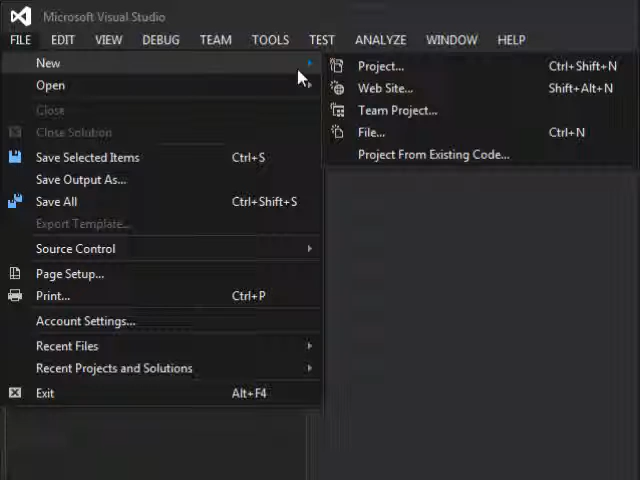 Microsoft Visual Studio
FILE EDIT VIEW DEBUG TEAM TOOLS TEST ANALYZE WINDOW HELP
New
Open
Close
Close Solution
Save Selected Items Ctrl+S
Save Output As...
Save All Ctrl+Shift+S
Export Template...
Source Control
Page Setup...
Print... Ctrl+P
Account Settings...
Recent Files
Recent Projects and Solutions
Exit Alt+F4
Project... Ctrl+Shift+N
Web Site... Shift+Alt+N
Team Project...
File... Ctrl+N
Project From Existing Code...